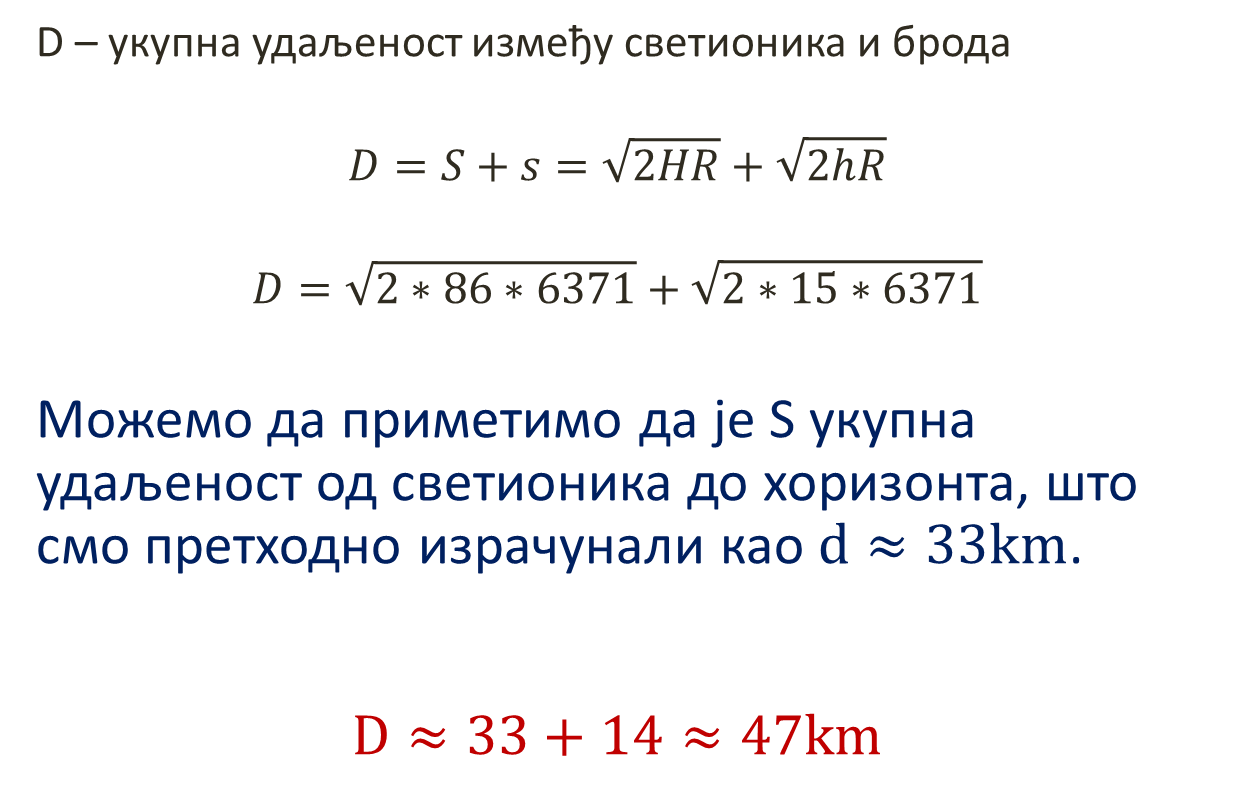 D – укупна удаљеност између светионика и брода
D = S + s = √2HR + √2hR
D = √2 * 86 * 6371 + √2 * 15 * 6371
Можемо да приметимо да је S укупна
удаљеност од светионика до хоризонта, што
смо претходно израчунали као d ≈ 33km.
D ≈ 33 + 14 ≈ 47km